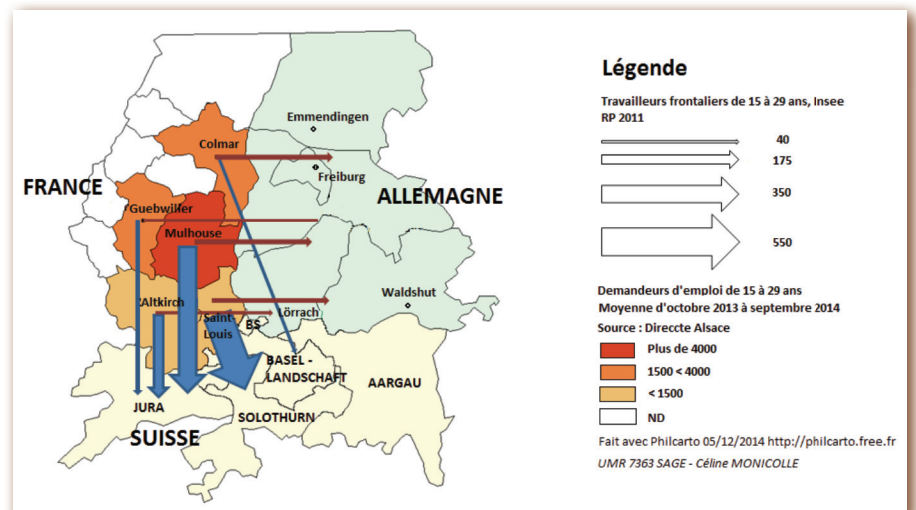 Emmendingen
Colmar
Freiburg
FRANCE
ALLEMAGNE
Guebwiller
Mulhouse
Waldshut
Altkirch
Saint-
Louis
BS
Lörrach
BASEL -
LANDSCHAFT
AARGAU
JURA
SOLOTHURN
SUISSE
Légende
Travailleurs frontaliers de 15 à 29 ans, Insee
RP 2011
40
175
350
550
Demandeurs d'emploi de 15 à 29 ans
Moyenne d'octobre 2013 à septembre 2014
Source : Direccte Alsace
Plus de 4000
1500 < 4000
< 1500
ND
Fait avec Philcarto 05/12/2014 http://philcarto.free.fr
UMR 7363 SAGE - Céline MONICOLLE